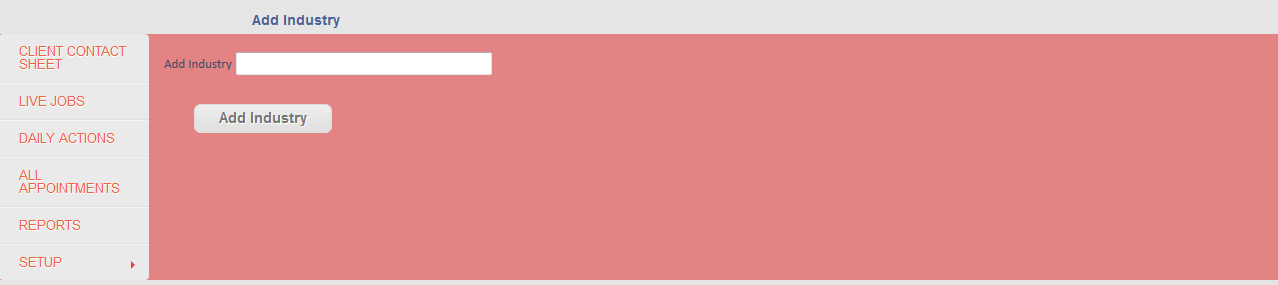 Add Industry
CLIENT CONTACT
SHEET
LIVE JOBS
DAILY ACTIONS
ALL
APPOINTMENTS
REPORTS
SETUP
Add Industry
Add Industry